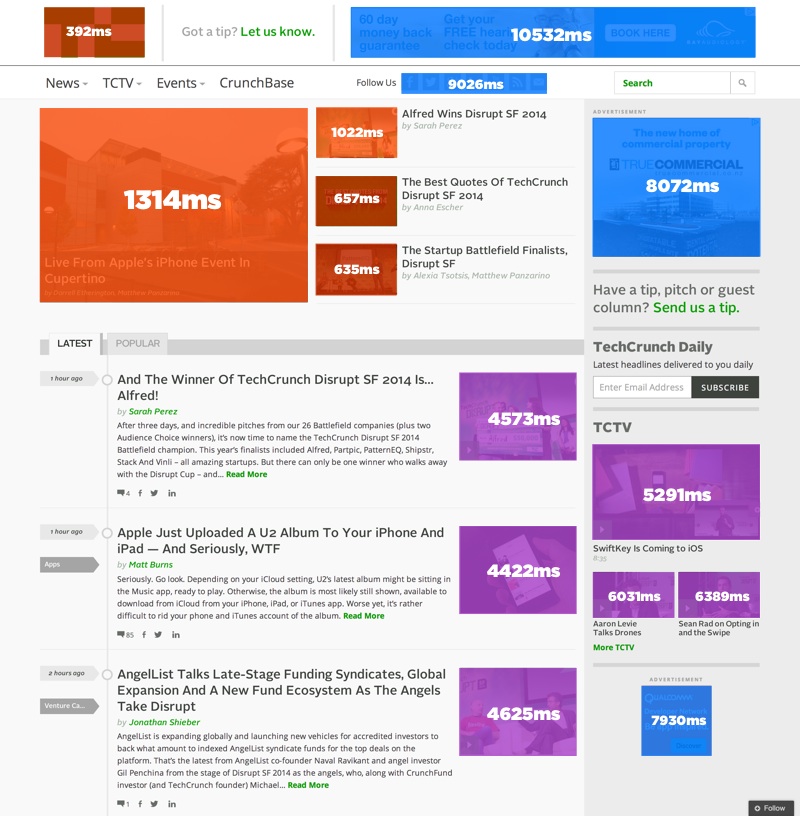 392ms
Got a tip? Let us know.
60 day
money back
guarantee
Get your
FREE hear
check today
10532ms
BOOK HERE
News
TCTV
Events
CrunchBase
Follow Us
9026ms
Search
1314ms
Live From Apple's iPhone Event In
Cupertino
by Darrell Etherington, Matthew Panzarino
1022ms
Alfred Wins Disrupt SF 2014
by Sarah Perez
657ms
The Best Quotes Of TechCrunch
Disrupt SF 2014
by Anna Escher
635ms
The Startup Battlefield Finalists,
Disrupt SF
by Alexia Tsotsis, Matthew Panzarino
ADVERTISEMENT
The new home of
commercial property
TRUECOMMERCIAL
8072ms
Have a tip, pitch or guest
column? Send us a tip.
TechCrunch Daily
Latest headlines delivered to you daily
Enter Email Address
SUBSCRIBE
LATEST
POPULAR
1 hour ago
And The Winner Of TechCrunch Disrupt SF 2014 Is...
Alfred!
by Sarah Perez
After three days, and incredible pitches from our 26 Battlefield companies (plus two
Audience Choice winners), it's now time to name the TechCrunch Disrupt SF 2014
Battlefield champion. This year's finalists included Alfred, Partpic, PatternEQ, Shipstr,
Stack And Vinli – all amazing startups. But there can only be one winner who walks away
with the Disrupt Cup – and... Read More
4
4573ms
TCTV
5291ms
SwiftKey Is Coming to iOS
8:35
6031ms
Aaron Levie
Talks Drones
6389ms
Sean Rad on Opting in
and the Swipe
More TCTV
1 hour ago
Apps
Apple Just Uploaded A U2 Album To Your iPhone And
iPad — And Seriously, WTF
by Matt Burns
Seriously. Go look. Depending on your iCloud setting, U2's latest album might be sitting in
the Music app, ready to play. Otherwise, the album is most likely still shown, available to
download from iCloud from your iPhone, iPad, or iTunes app. Worse yet, it's rather
difficult to rid your phone and iTunes account of the album. Read More
85
4422ms
2 hours ago
Venture Ca...
AngelList Talks Late-Stage Funding Syndicates, Global
Expansion And A New Fund Ecosystem As The Angels
Take Disrupt
by Jonathan Shieber
AngelList is expanding globally and launching new vehicles for accredited investors to
back what amount to indexed AngelList syndicate funds for the top deals on the
platform. That's the latest from AngelList co-founder Naval Ravikant and angel investor
Gil Penchina from the stage of Disrupt SF 2014 as the angels, who, along with CrunchFund
investor (and TechCrunch founder) Michael... Read More
1
4625ms
ADVERTISEMENT
QUALCOMM
7930ms
Follow